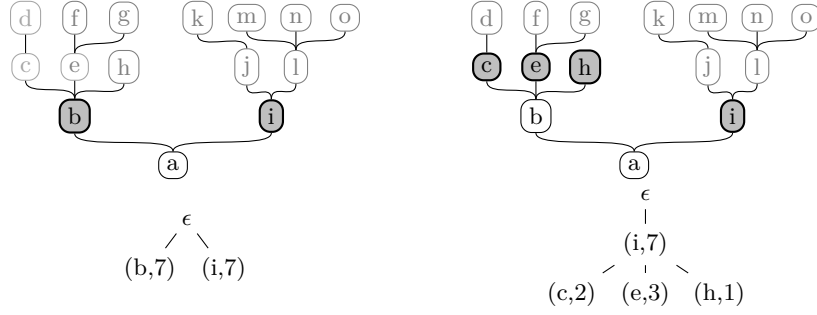 d f g k m n o
c e h j l
b i
a
ϵ
(b,7) (i,7)
d f g k m n o
c e h j l
b i
a
ϵ
(i,7)
(c,2) (e,3) (h,1)